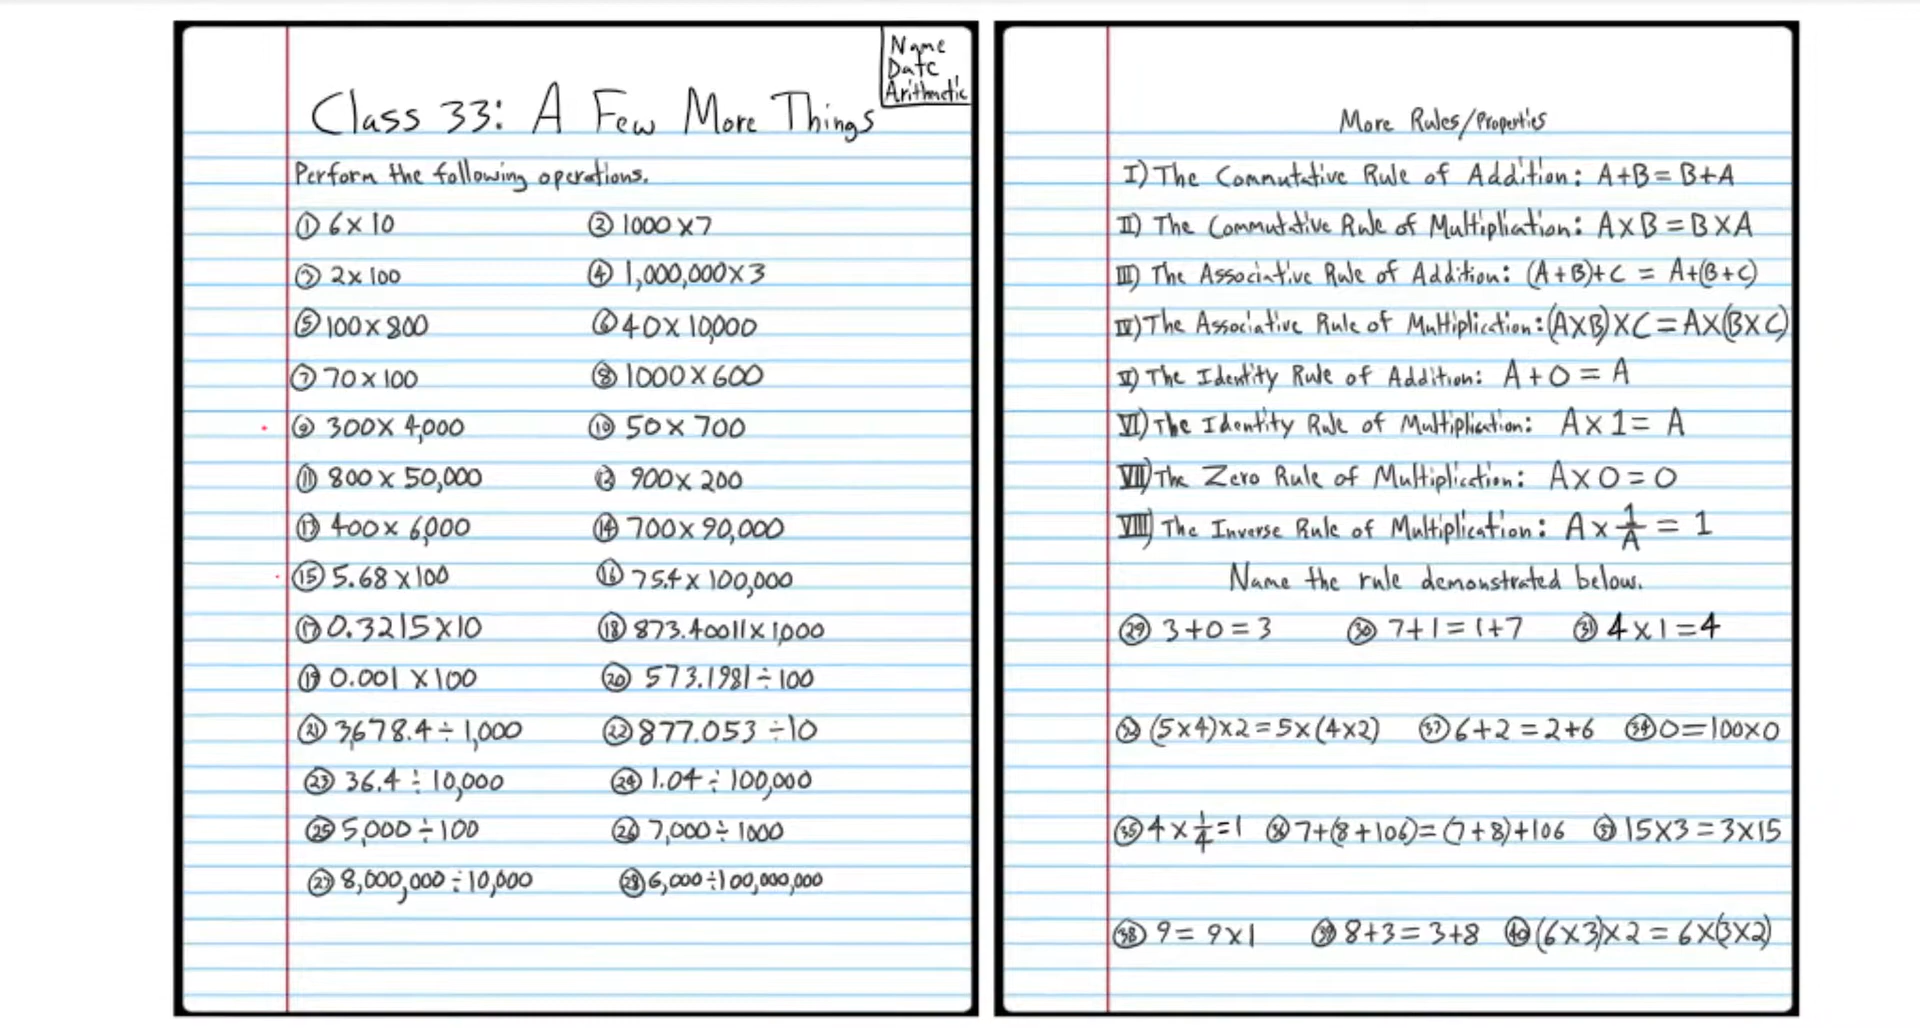 Name
Date
Arithmetic
Class 33: A Few More Things
Perform the following operations.
① 6×10 ② 1000×7
③ 2×100 ④ 1,000,000×3
⑤ 100×800 ⑥ 40×10,000
⑦ 70×100 ⑧ 1000×600
⑨ 300×4,000 ⑩ 50×700
⑪ 800×50,000 ⑫ 900×200
⑬ 400×6,000 ⑭ 700×90,000
⑮ 5.68×100 ⑯ 75.4×100,000
⑰ 0.3215×10 ⑱ 873.40011×1,000
⑲ 0.001×100 ⑳ 573.1981÷100
㉑ 3,678.4÷1,000 ㉒ 877.053÷10
㉓ 36.4÷10,000 ㉔ 1.04÷100,000
㉕ 5,000÷100 ㉖ 7,000÷1000
㉗ 8,000,000÷10,000 ㉘ 6,000÷100,000,000
More Rules/Properties
I) The Commutative Rule of Addition: A+B=B+A
II) The Commutative Rule of Multiplication: A×B=B×A
III) The Associative Rule of Addition: (A+B)+C = A+(B+C)
IV) The Associative Rule of Multiplication: (A×B)×C=A×(B×C)
V) The Identity Rule of Addition: A+0=A
VI) The Identity Rule of Multiplication: A×1=A
VII) The Zero Rule of Multiplication: A×0=0
VIII) The Inverse Rule of Multiplication: A×1/A=1
Name the rule demonstrated below.
㉙ 3+0=3 ㉚ 7+1=1+7 ㉛ 4×1=4
㉜ (5×4)×2=5×(4×2) ㉝ 6+2=2+6 ㉞ 0=100×0
㉟ 4×1/4=1 ㊱ 7+(8+106)=(7+8)+106 ㊲ 15×3=3×15
㊳ 9=9×1 ㊴ 8+3=3+8 ㊵ (6×3)×2=6×(3×2)